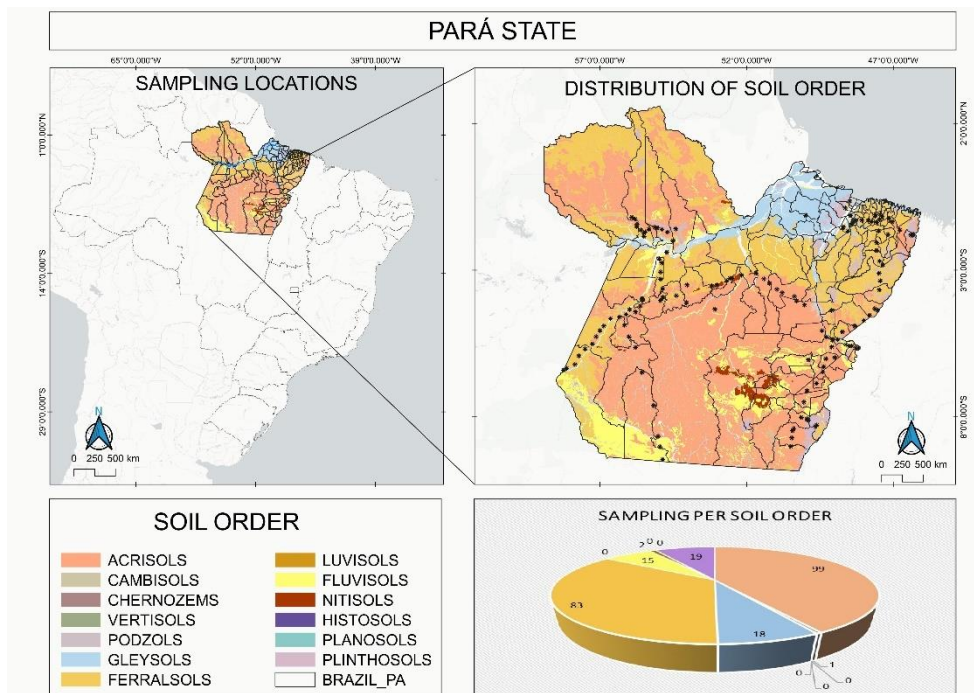 PARÁ STATE
65°0'0.000"W 52°0'0.000"W 39°0'0.000"W
SAMPLING LOCATIONS
1°0'0.000"N
14°0'0.000"S
29°0'0.000"S
N
0 250 500 km
57°0'0.000"W 52°0'0.000"W 47°0'0.000"W
DISTRIBUTION OF SOIL ORDER
2°0'0.000"N
3°0'0.000"S
8°0'0.000"S
N
0 250 500 km
SOIL ORDER
ACRISOLS
CAMBISOLS
CHERNOZEMS
VERTISOLS
PODZOLS
GLEYSOLS
FERRALSOLS
LUVISOLS
FLUVISOLS
NITISOLS
HISTOSOLS
PLANOSOLS
PLINTHOSOLS
BRAZIL_PA
SAMPLING PER SOIL ORDER
0 15 2 0 0 19 99
83 18 0 0 0 1